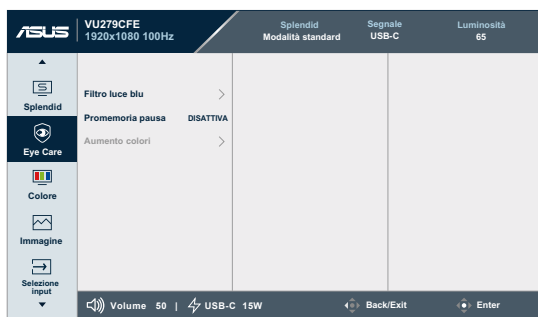 ASUS
VU279CFE
1920x1080 100Hz
Splendid
Modalità standard
Segnale
USB-C
Luminosità
65
Splendid
Eye Care
Colore
Immagine
Selezione
input
Filtro luce blu
Promemoria pausa DISATTIVA
Aumento colori
Volume 50 | USB-C 15W
Back/Exit
Enter